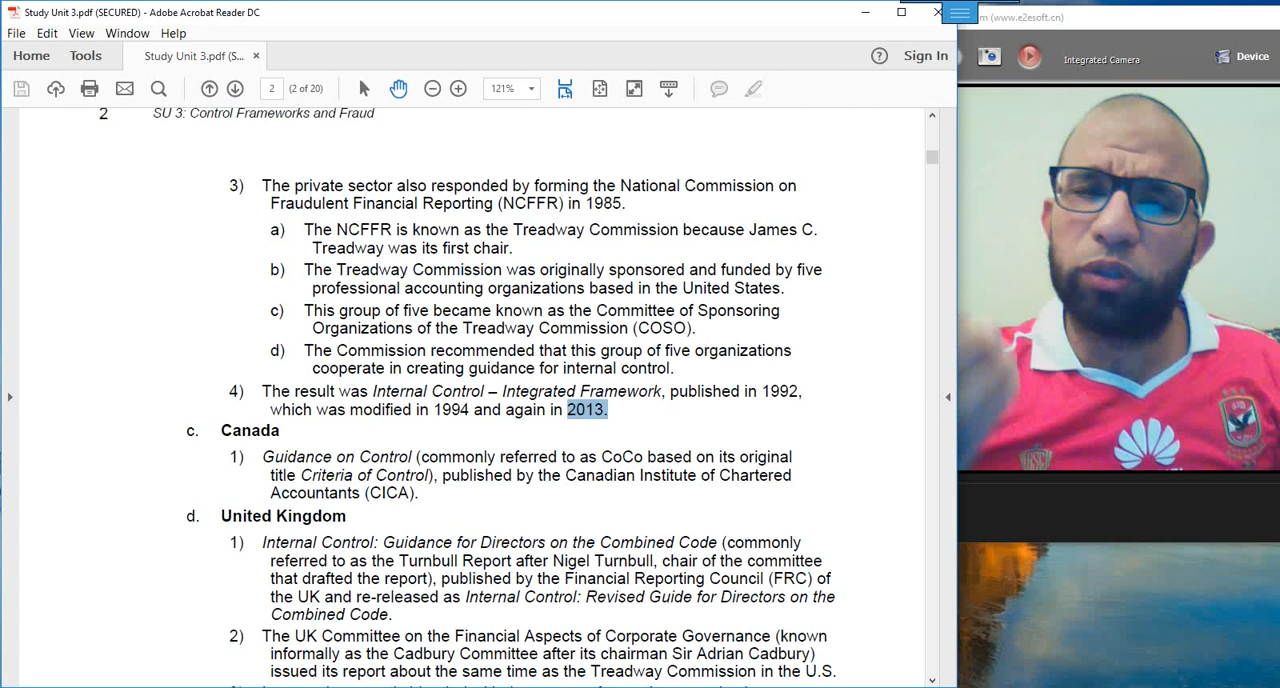 Study Unit 3.pdf (SECURED) - Adobe Acrobat Reader DC
m (www.e2esoft.cn)
File Edit View Window Help
Home Tools Study Unit 3.pdf (S... × Sign In
Integrated Camera Device
2 (2 of 20) 121%
2 SU 3: Control Frameworks and Fraud
3) The private sector also responded by forming the National Commission on
Fraudulent Financial Reporting (NCFFR) in 1985.
a) The NCFFR is known as the Treadway Commission because James C.
Treadway was its first chair.
b) The Treadway Commission was originally sponsored and funded by five
professional accounting organizations based in the United States.
c) This group of five became known as the Committee of Sponsoring
Organizations of the Treadway Commission (COSO).
d) The Commission recommended that this group of five organizations
cooperate in creating guidance for internal control.
4) The result was Internal Control – Integrated Framework, published in 1992,
which was modified in 1994 and again in 2013.
c. Canada
1) Guidance on Control (commonly referred to as CoCo based on its original
title Criteria of Control), published by the Canadian Institute of Chartered
Accountants (CICA).
d. United Kingdom
1) Internal Control: Guidance for Directors on the Combined Code (commonly
referred to as the Turnbull Report after Nigel Turnbull, chair of the committee
that drafted the report), published by the Financial Reporting Council (FRC) of
the UK and re-released as Internal Control: Revised Guide for Directors on the
Combined Code.
2) The UK Committee on the Financial Aspects of Corporate Governance (known
informally as the Cadbury Committee after its chairman Sir Adrian Cadbury)
issued its report about the same time as the Treadway Commission in the U.S.